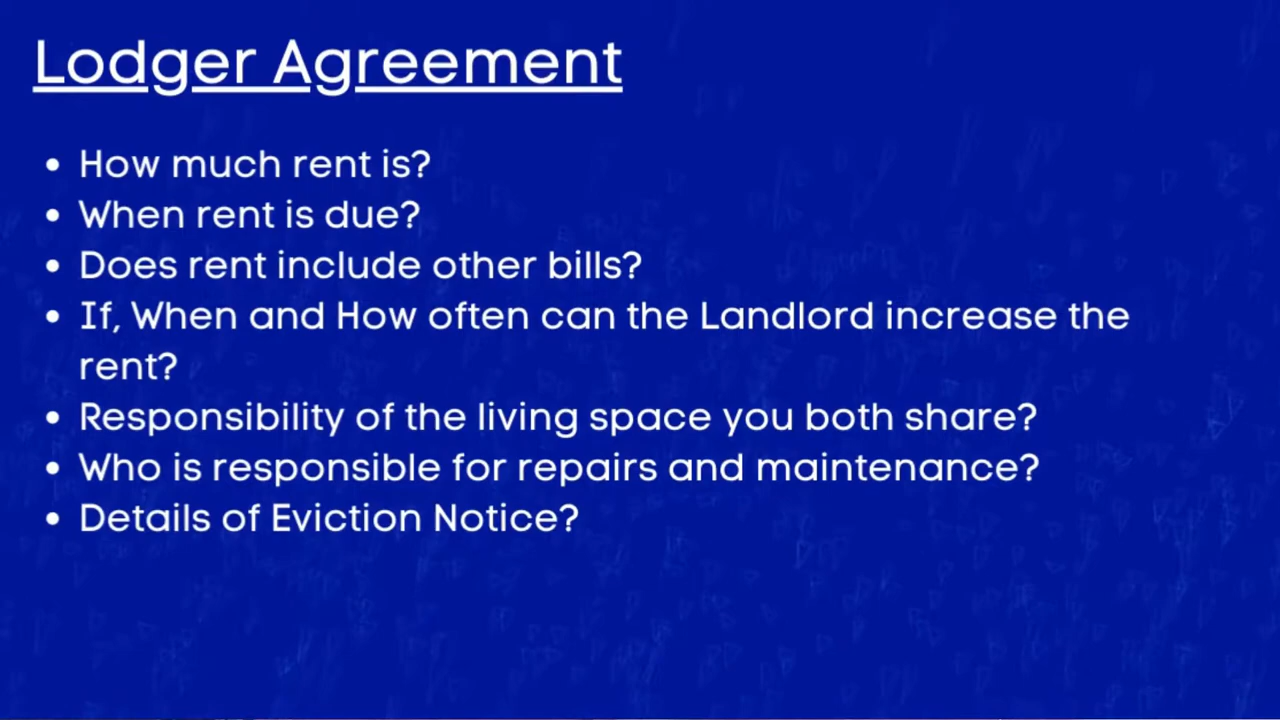 Lodger Agreement
• How much rent is?
• When rent is due?
• Does rent include other bills?
• If, When and How often can the Landlord increase the
rent?
• Responsibility of the living space you both share?
• Who is responsible for repairs and maintenance?
• Details of Eviction Notice?